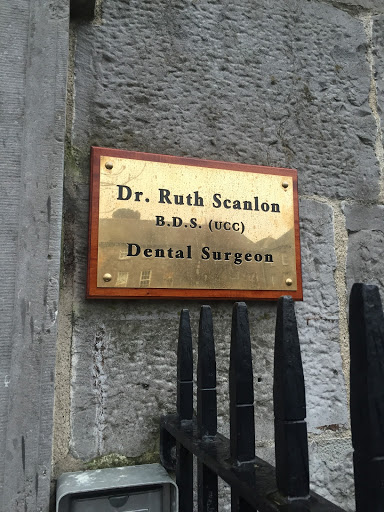 Dr. Ruth Scanlon
B.D.S. (UCC)
Dental Surgeon